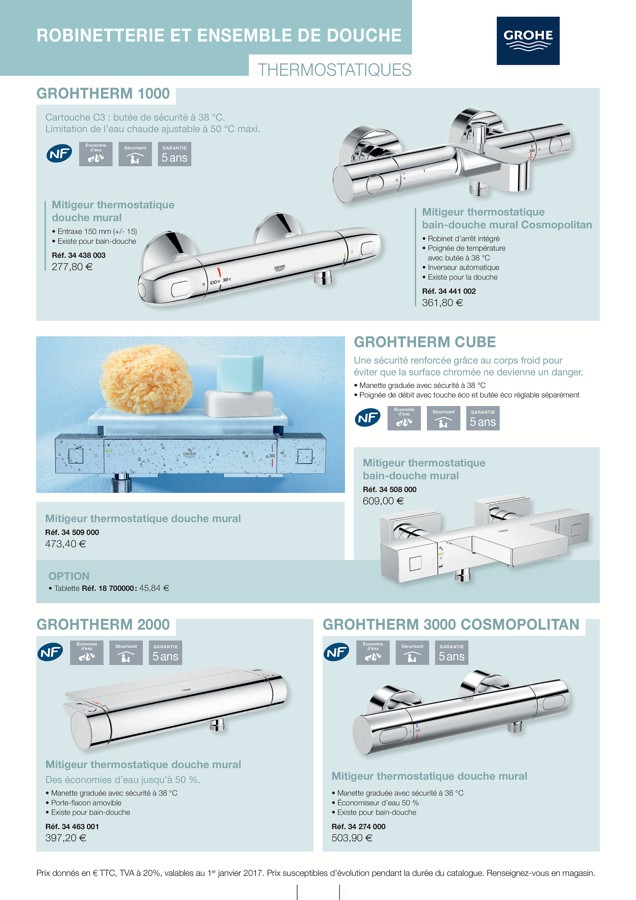 ROBINETTERIE ET ENSEMBLE DE DOUCHE
GROHE
THERMOSTATIQUES
GROHTHERM 1000
Cartouche C3 : butée de sécurité à 38 °C.
Limitation de l'eau chaude ajustable à 50 °C maxi.
NF
Économie
d'eau
Sécurisant
GARANTIE
5 ans
Mitigeur thermostatique
douche mural
• Entraxe 150 mm (+/- 15)
• Existe pour bain-douche
Réf. 34 438 003
277,80 €
Mitigeur thermostatique
bain-douche mural Cosmopolitan
• Robinet d'arrêt intégré
• Poignée de température
avec butée à 38 °C
• Inverseur automatique
• Existe pour la douche
Réf. 34 441 002
361,80 €
GROHTHERM CUBE
Une sécurité renforcée grâce au corps froid pour
éviter que la surface chromée ne devienne un danger.
• Manette graduée avec sécurité à 38 °C
• Poignée de débit avec touche éco et butée éco réglable séparément
NF
Économie
d'eau
Sécurisant
GARANTIE
5 ans
Mitigeur thermostatique
bain-douche mural
Réf. 34 508 000
609,00 €
Mitigeur thermostatique douche mural
Réf. 34 509 000
473,40 €
OPTION
• Tablette Réf. 18 700000 : 45,84 €
GROHTHERM 2000
NF
Économie
d'eau
Sécurisant
GARANTIE
5 ans
Mitigeur thermostatique douche mural
Des économies d'eau jusqu'à 50 %.
• Manette graduée avec sécurité à 38 °C
• Porte-flacon amovible
• Existe pour bain-douche
Réf. 34 463 001
397,20 €
GROHTHERM 3000 COSMOPOLITAN
NF
Économie
d'eau
Sécurisant
GARANTIE
5 ans
Mitigeur thermostatique douche mural
• Manette graduée avec sécurité à 38 °C
• Économiseur d'eau 50 %
• Existe pour bain-douche
Réf. 34 274 000
503,90 €
Prix donnés en € TTC, TVA à 20%, valables au 1er janvier 2017. Prix susceptibles d'évolution pendant la durée du catalogue. Renseignez-vous en magasin.